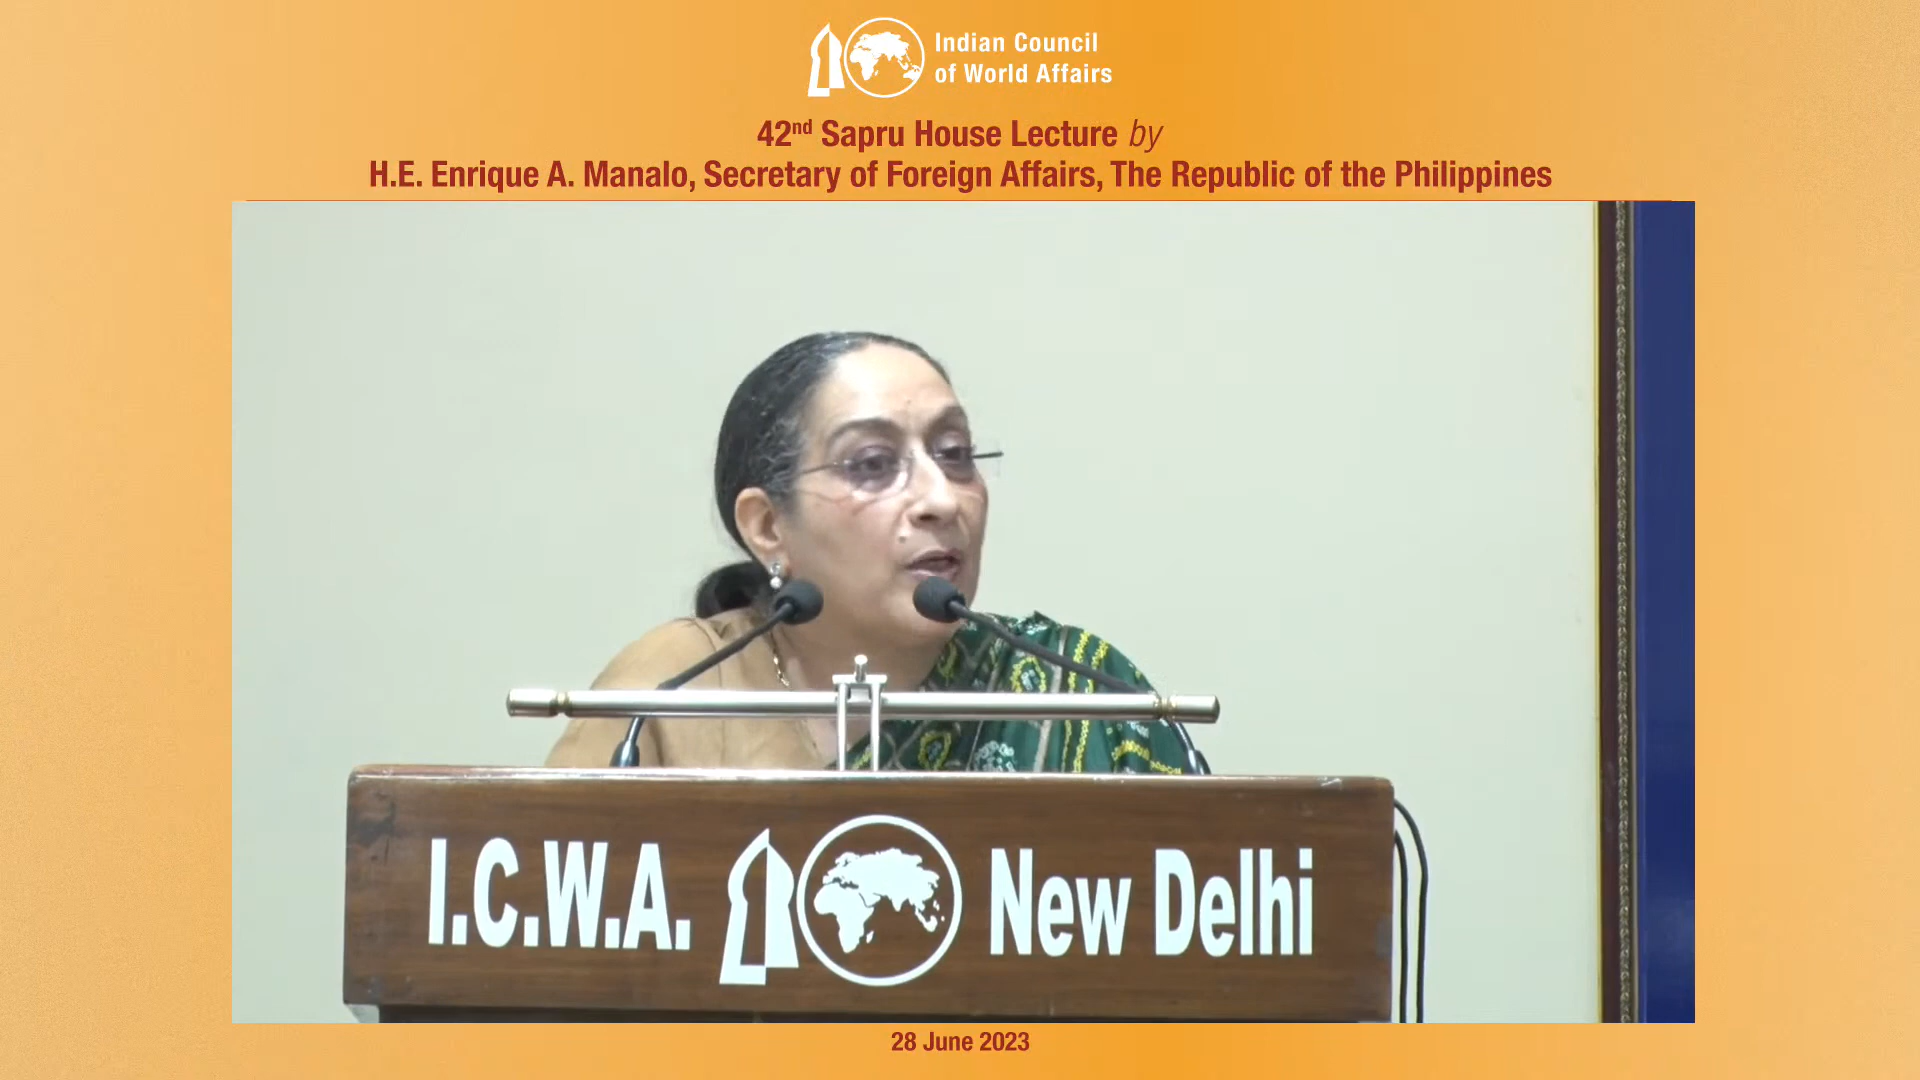 Indian Council
of World Affairs
42nd Sapru House Lecture by
H.E. Enrique A. Manalo, Secretary of Foreign Affairs, The Republic of the Philippines
I.C.W.A. New Delhi
28 June 2023